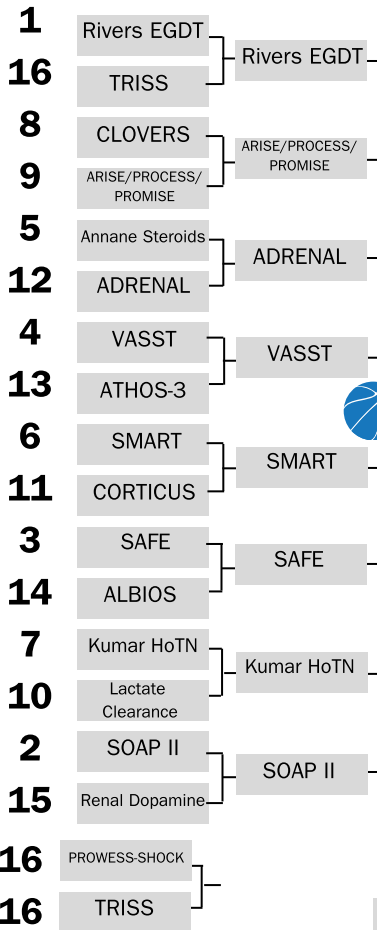 1
Rivers EGDT
Rivers EGDT
16
TRISS
8
CLOVERS
ARISE/PROCESS/
PROMISE
9
ARISE/PROCESS/
PROMISE
5
Annane Steroids
ADRENAL
12
ADRENAL
4
VASST
VASST
13
ATHOS-3
6
SMART
SMART
11
CORTICUS
3
SAFE
SAFE
14
ALBIOS
7
Kumar HoTN
Kumar HoTN
10
Lactate
Clearance
2
SOAP II
SOAP II
15
Renal Dopamine
16
PROWESS-SHOCK
16
TRISS